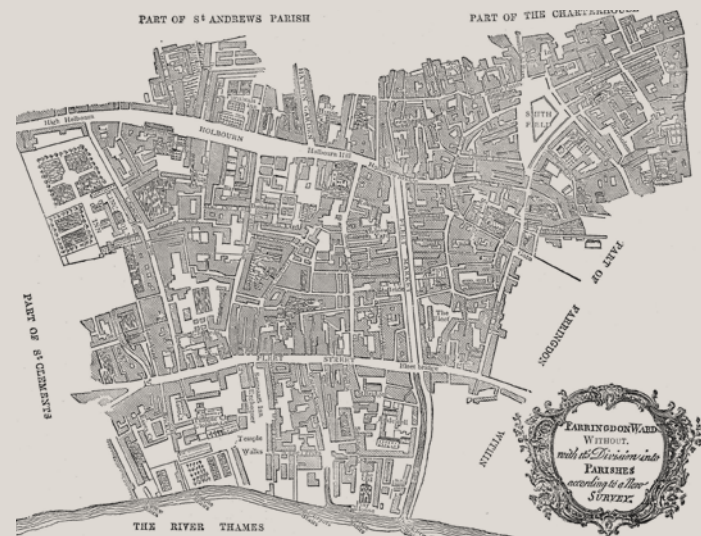 PART OF Sᵗ ANDREWS PARISH
PART OF THE CHARTERHOUSE
High Holbourn
HOLBOURN
Holbourn Hill
SMITH
FIELD
FLEET MARKET
The
Fleet
FLEET STREET
Fleet bridge
Temple
Walks
PART OF Sᵗ CLEMENTS
PART OF
FARRINGDON
WITHIN
THE RIVER THAMES
FARRINGDON WARD
WITHOUT.
with its Division into
PARISHES
according to a New
SURVEY.